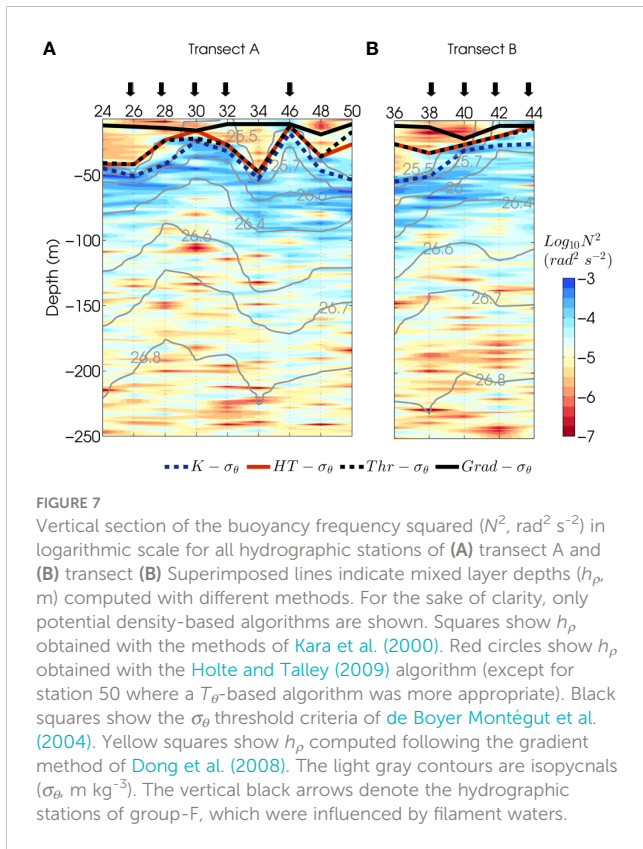 A Transect A B Transect B
24 26 28 30 32 34 46 48 50 36 38 40 42 44
25.5
25.7
25.5
25.7
-50
26
26.0
26.4
26.4
-100
26.6
26.6
Log₁₀N²
(rad² s⁻²)
Depth (m)
-3
-150
26.7
26.7
-4
-5
-200
26.8
26.8
-6
-250
-7
K − σθ HT − σθ Thr − σθ Grad − σθ
FIGURE 7
Vertical section of the buoyancy frequency squared (N², rad² s⁻²) in
logarithmic scale for all hydrographic stations of (A) transect A and
(B) transect (B) Superimposed lines indicate mixed layer depths (hρ,
m) computed with different methods. For the sake of clarity, only
potential density-based algorithms are shown. Squares show hρ
obtained with the methods of Kara et al. (2000). Red circles show hρ
obtained with the Holte and Talley (2009) algorithm (except for
station 50 where a Tθ-based algorithm was more appropriate). Black
squares show the σθ threshold criteria of de Boyer Montégut et al.
(2004). Yellow squares show hρ computed following the gradient
method of Dong et al. (2008). The light gray contours are isopycnals
(σθ, m kg⁻³). The vertical black arrows denote the hydrographic
stations of group-F, which were influenced by filament waters.